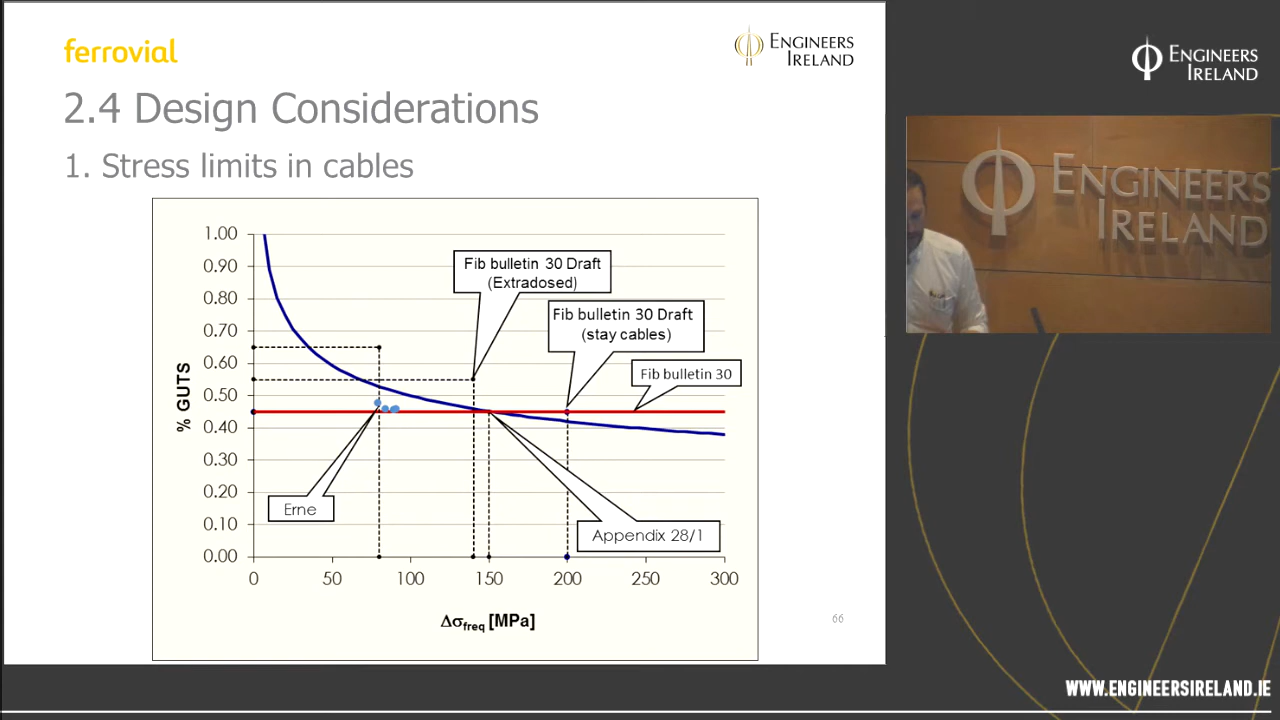 ferrovial
ENGINEERS
IRELAND
2.4 Design Considerations
1. Stress limits in cables
1.00
0.90
0.80
0.70
0.60
0.50
0.40
0.30
0.20
0.10
0.00
% GUTS
Fib bulletin 30 Draft
(Extradosed)
Fib bulletin 30 Draft
(stay cables)
Fib bulletin 30
Erne
Appendix 28/1
0 50 100 150 200 250 300
Δσfreq [MPa]
66
ENGINEERS
IRELAND
ENGINEERS
IRELAND
WWW.ENGINEERSIRELAND.IE